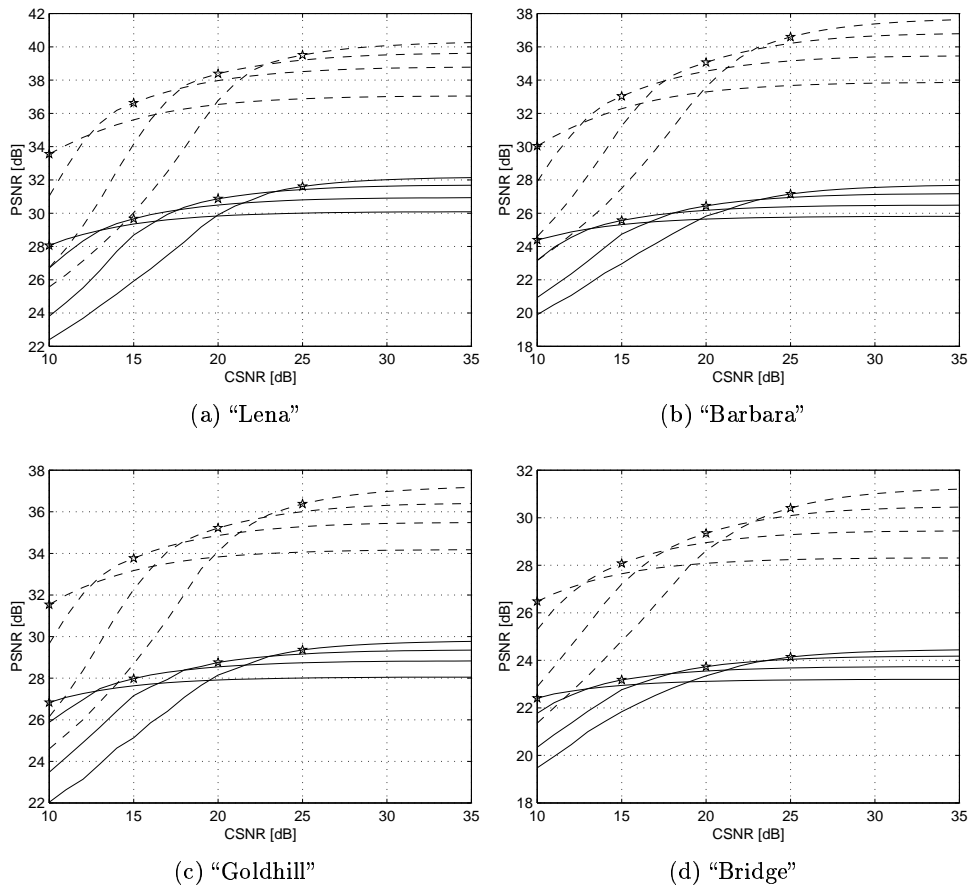 42
40
38
36
34
32
30
28
26
24
22
PSNR [dB]
10 15 20 25 30 35
CSNR [dB]
(a) “Lena”
38
36
34
32
30
28
26
24
22
20
18
PSNR [dB]
10 15 20 25 30 35
CSNR [dB]
(b) “Barbara”
38
36
34
32
30
28
26
24
22
PSNR [dB]
10 15 20 25 30 35
CSNR [dB]
(c) “Goldhill”
32
30
28
26
24
22
20
18
PSNR [dB]
10 15 20 25 30 35
CSNR [dB]
(d) “Bridge”